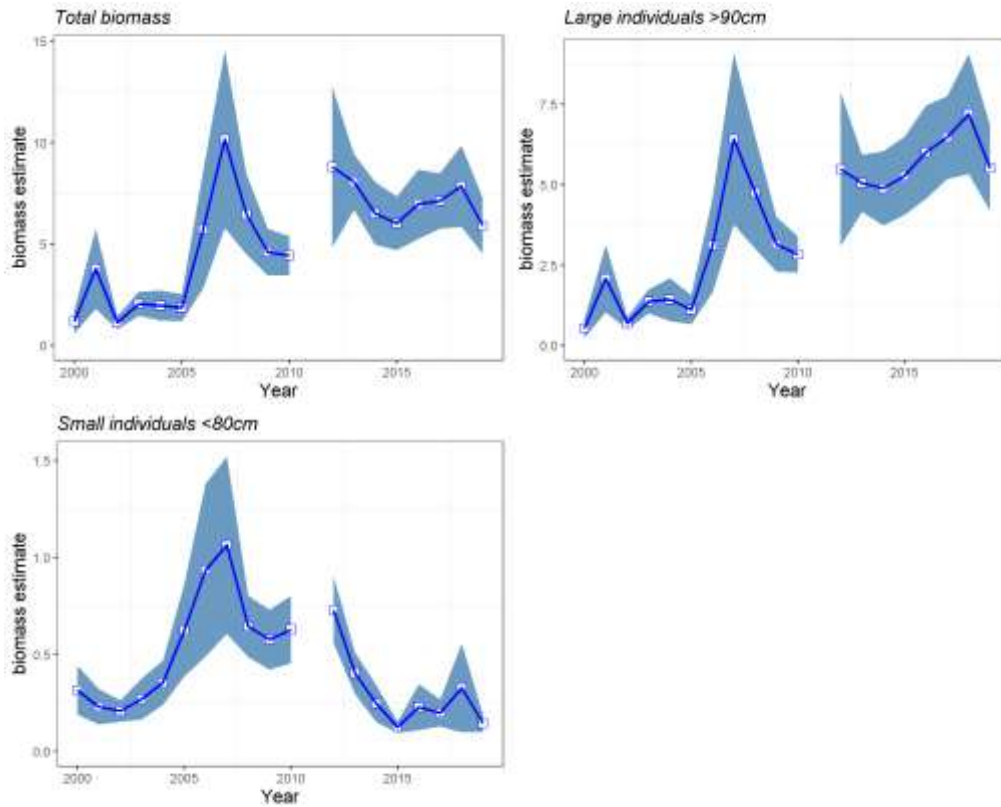 Total biomass
15
10
5
0
biomass estimate
2000
2005
2010
2015
Year
Large individuals >90cm
7.5
5.0
2.5
0.0
biomass estimate
2000
2005
2010
2015
Year
Small individuals <80cm
1.5
1.0
0.5
0.0
biomass estimate
2000
2005
2010
2015
Year